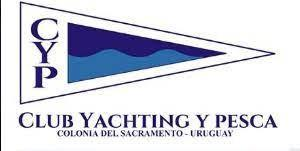 CYP
CLUB YACHTING Y PESCA
COLONIA DEL SACRAMENTO - URUGUAY